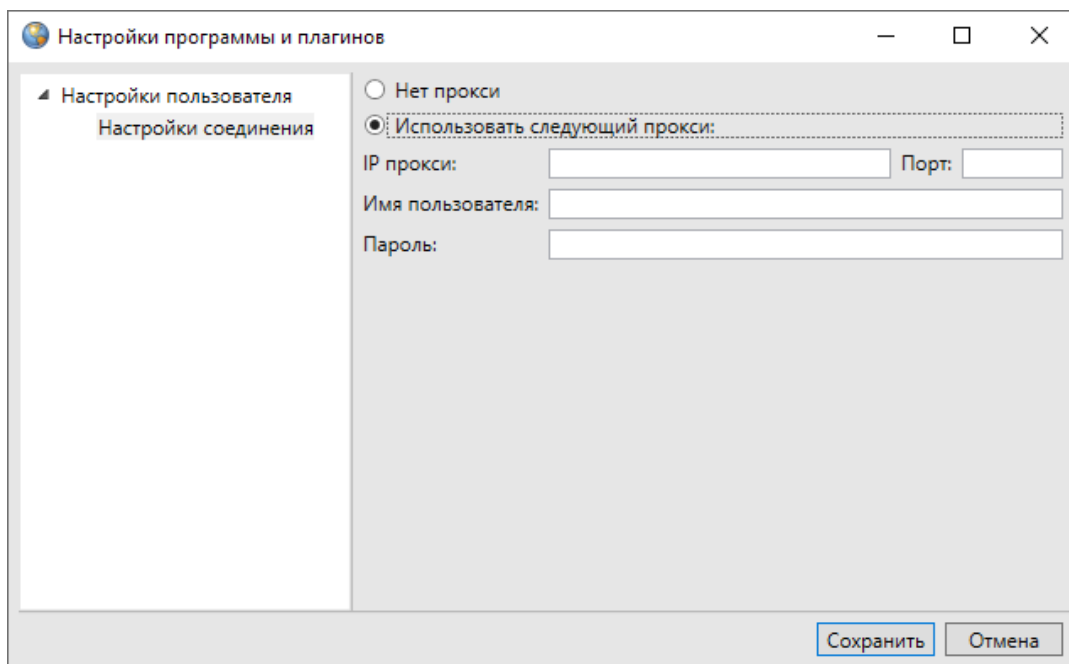 Настройки программы и плагинов
Настройки пользователя
Настройки соединения
Нет прокси
Использовать следующий прокси:
IP прокси: Порт:
Имя пользователя:
Пароль:
Сохранить Отмена